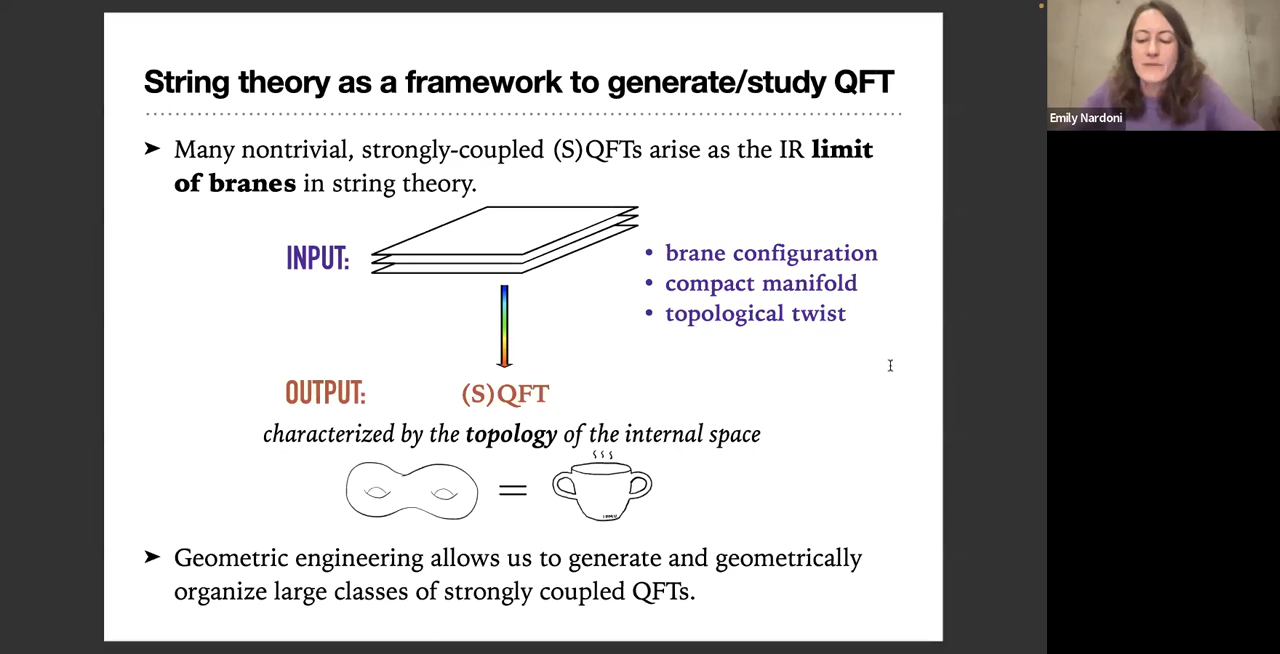 String theory as a framework to generate/study QFT
➤ Many nontrivial, strongly-coupled (S)QFTs arise as the IR limit
of branes in string theory.
INPUT:
• brane configuration
• compact manifold
• topological twist
OUTPUT:
(S)QFT
characterized by the topology of the internal space
=
➤ Geometric engineering allows us to generate and geometrically
organize large classes of strongly coupled QFTs.
Emily Nardoni